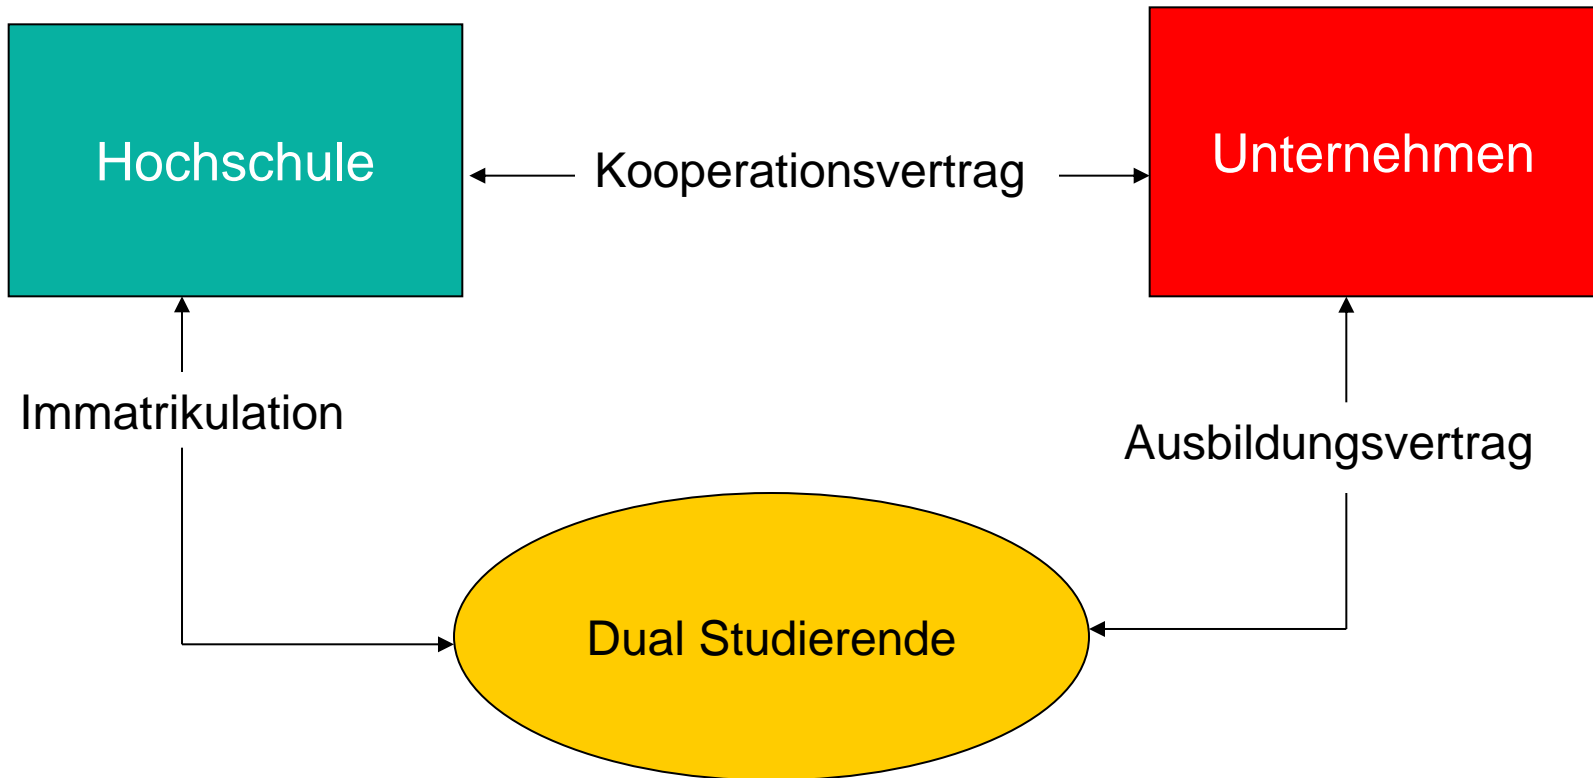 Hochschule
Kooperationsvertrag
Unternehmen
Immatrikulation
Ausbildungsvertrag
Dual Studierende